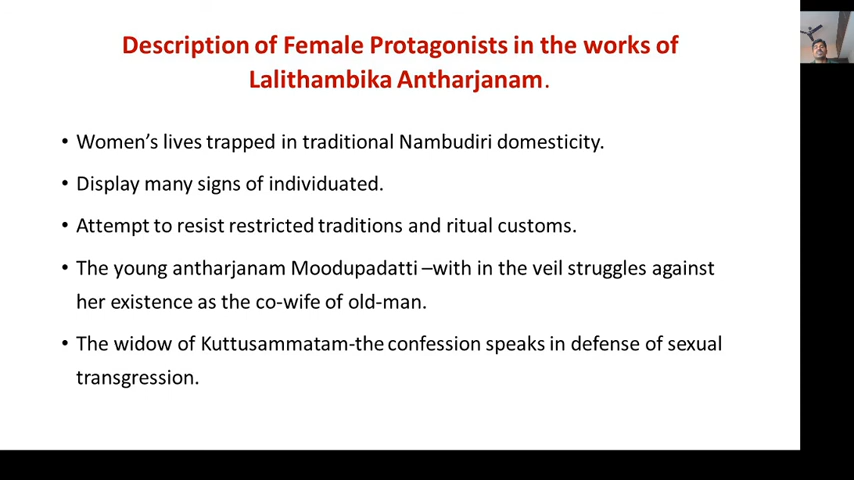 Description of Female Protagonists in the works of
Lalithambika Antharjanam.
• Women's lives trapped in traditional Nambudiri domesticity.
• Display many signs of individuated.
• Attempt to resist restricted traditions and ritual customs.
• The young antharjanam Moodupadatti –with in the veil struggles against
her existence as the co-wife of old-man.
• The widow of Kuttusammatam-the confession speaks in defense of sexual
transgression.